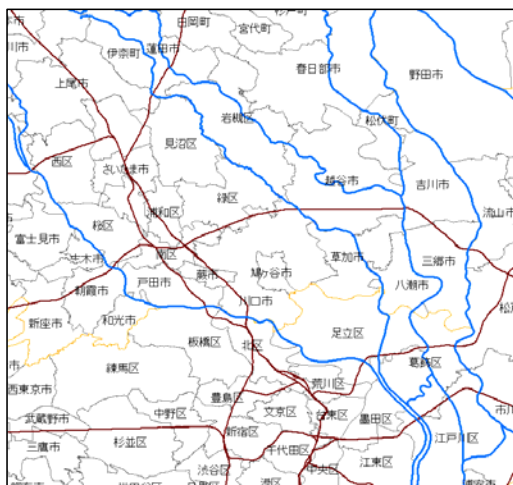 白岡町
宮代町
杉戸町
蓮田市
伊奈町
川市
春日部市
野田市
上尾市
岩槻区
松伏町
見沼区
西区
さいたま市
越谷市
吉川市
緑区
浦和区
流山市
桜区
富士見市
草加市
三郷市
南区
志木市
蕨市
鳩ヶ谷市
戸田市
八潮市
朝霞市
川口市
新座市
和光市
足立区
板橋区
北区
葛飾区
練馬区
荒川区
西東京市
豊島区
文京区
台東区
墨田区
中野区
武蔵野市
新宿区
江戸川区
杉並区
三鷹市
千代田区
江東区
渋谷区
中央区
港区